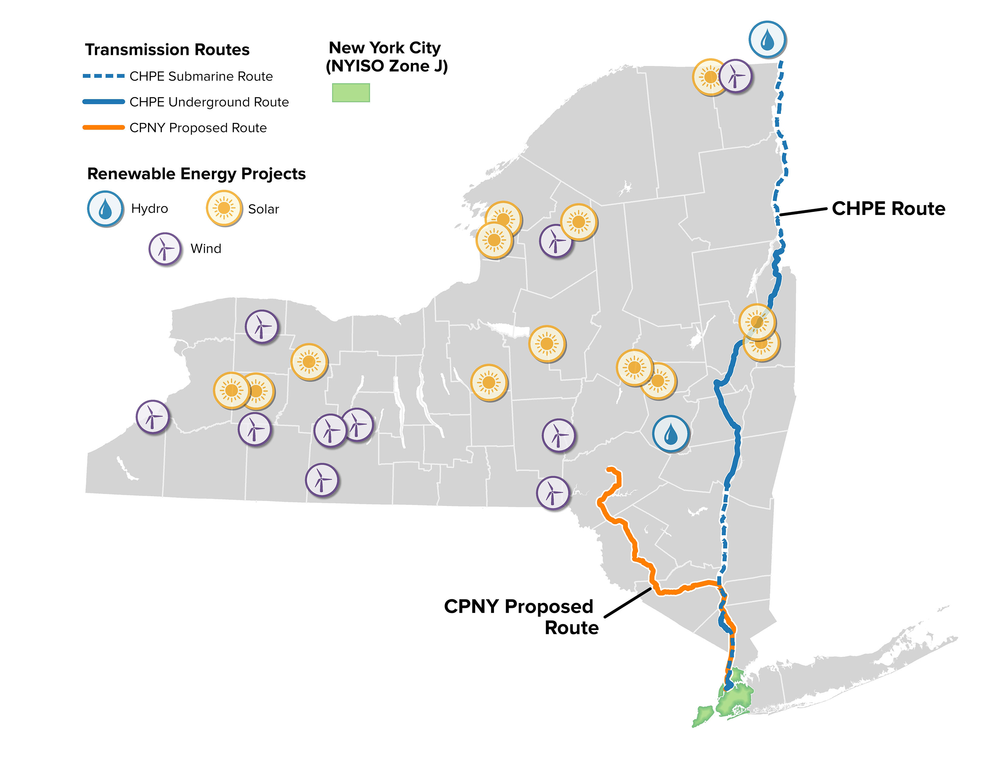 Transmission Routes
CHPE Submarine Route
CHPE Underground Route
CPNY Proposed Route
New York City
(NYISO Zone J)
Renewable Energy Projects
Hydro
Solar
Wind
CHPE Route
CPNY Proposed
Route